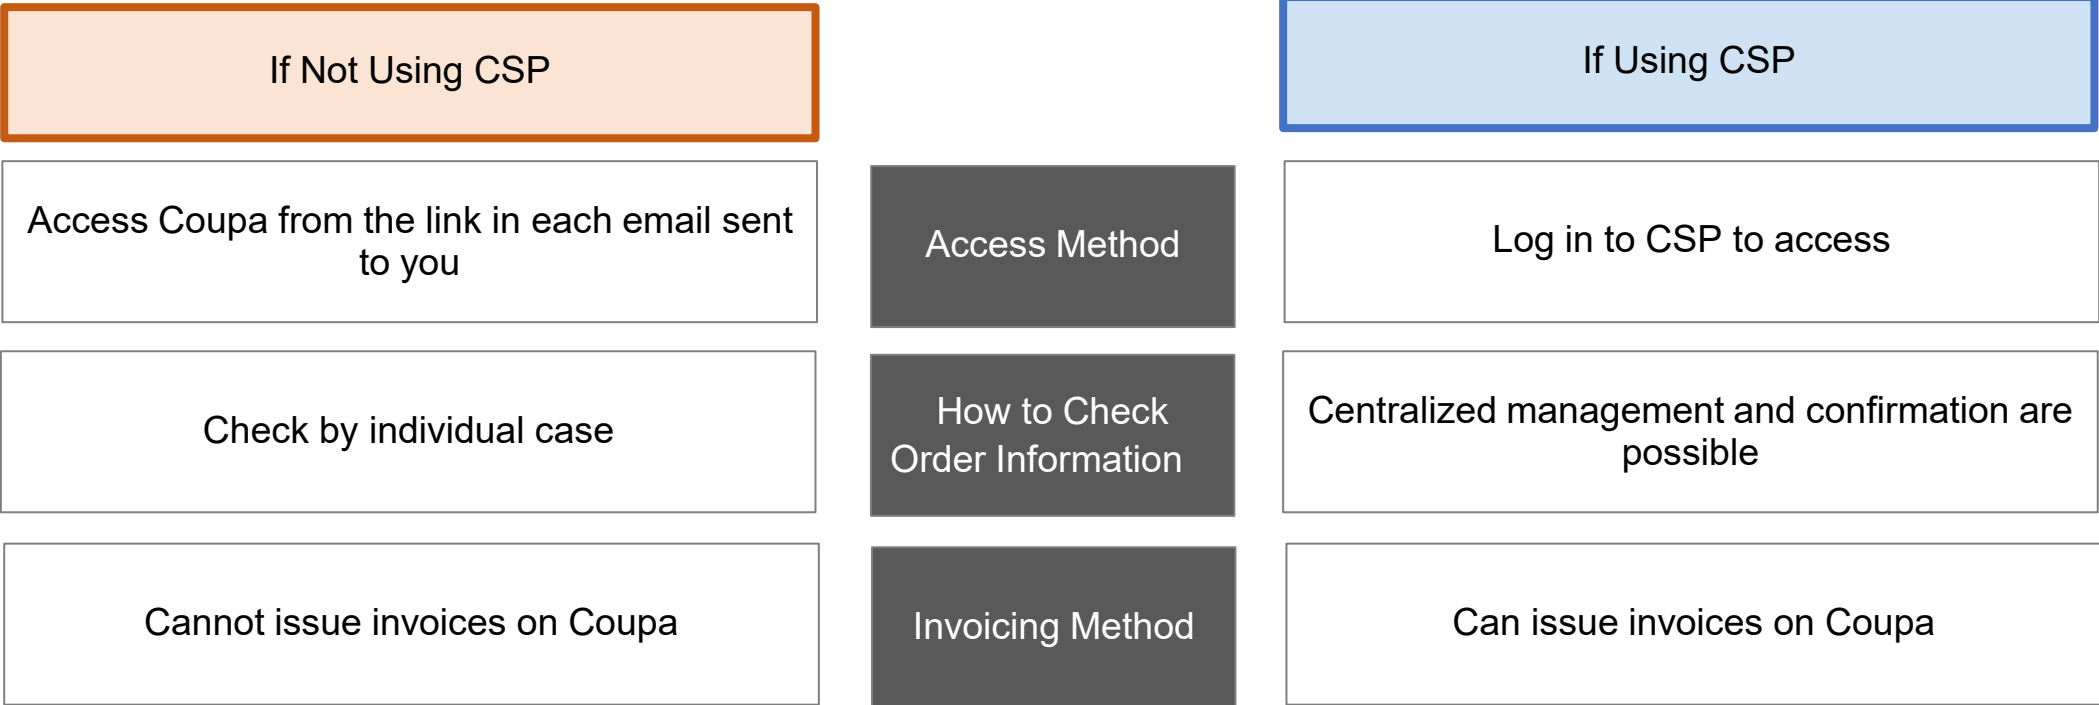 If Not Using CSP
If Using CSP
Access Coupa from the link in each email sent
to you
Access Method
Log in to CSP to access
Check by individual case
How to Check
Order Information
Centralized management and confirmation are
possible
Cannot issue invoices on Coupa
Invoicing Method
Can issue invoices on Coupa